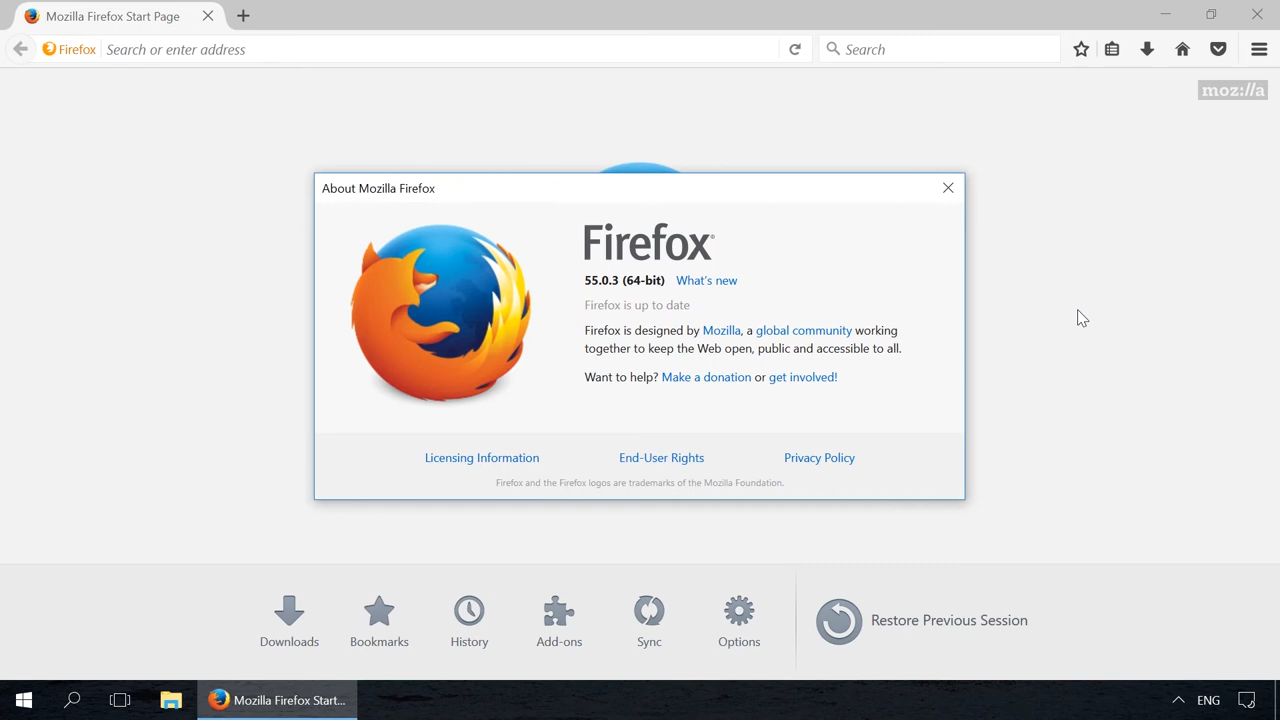 Mozilla Firefox Start Page
Firefox Search or enter address Search
moz://a
About Mozilla Firefox
Firefox®
55.0.3 (64-bit) What's new
Firefox is up to date
Firefox is designed by Mozilla, a global community working
together to keep the Web open, public and accessible to all.
Want to help? Make a donation or get involved!
Licensing Information End-User Rights Privacy Policy
Firefox and the Firefox logos are trademarks of the Mozilla Foundation.
Downloads Bookmarks History Add-ons Sync Options Restore Previous Session
Mozilla Firefox Start... ENG